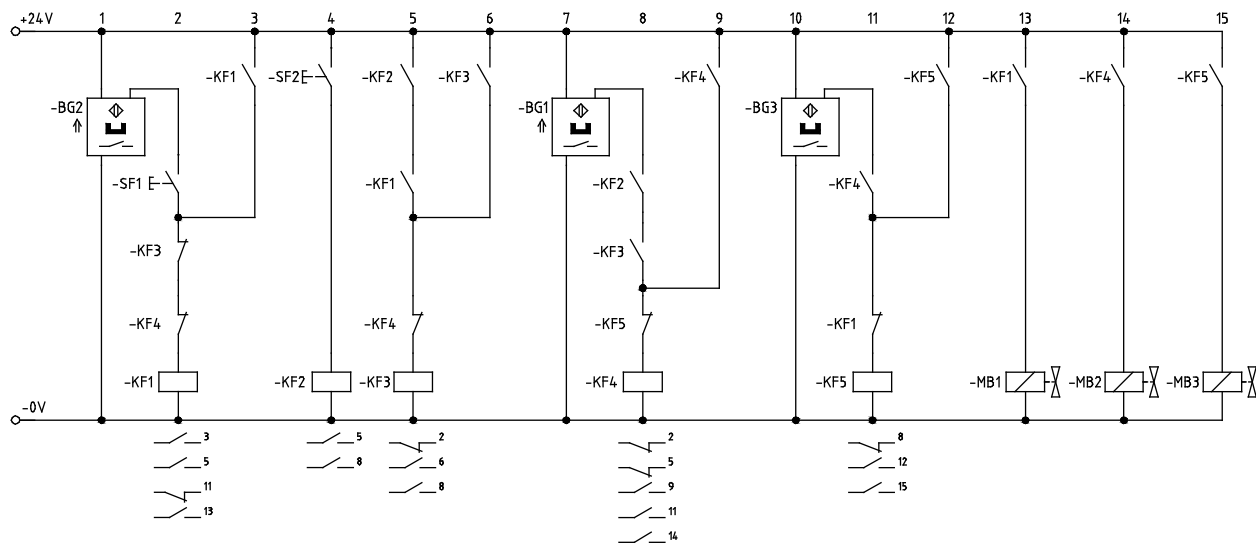 +24V 1 2 3 4 5 6 7 8 9 10 11 12 13 14 15
-KF1 -SF2 -KF2 -KF3 -KF4 -KF5 -KF1 -KF4 -KF5
-BG2 -BG1 -BG3
-SF1 -KF1 -KF2 -KF4
-KF3 -KF3
-KF4 -KF4 -KF5 -KF1
-KF1 -KF2 -KF3 -KF4 -KF5 -MB1 -MB2 -MB3
-0V
3 5 2 2 8
5 8 6 5 12
11 8 9 15
13 11
14